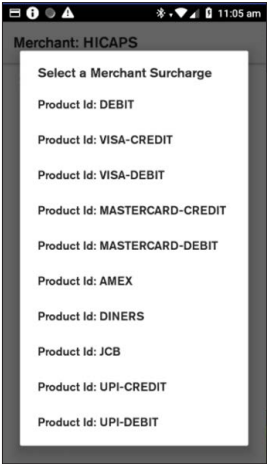 11:05 am
Merchant: HICAPS
Select a Merchant Surcharge
Product Id: DEBIT
Product Id: VISA-CREDIT
Product Id: VISA-DEBIT
Product Id: MASTERCARD-CREDIT
Product Id: MASTERCARD-DEBIT
Product Id: AMEX
Product Id: DINERS
Product Id: JCB
Product Id: UPI-CREDIT
Product Id: UPI-DEBIT